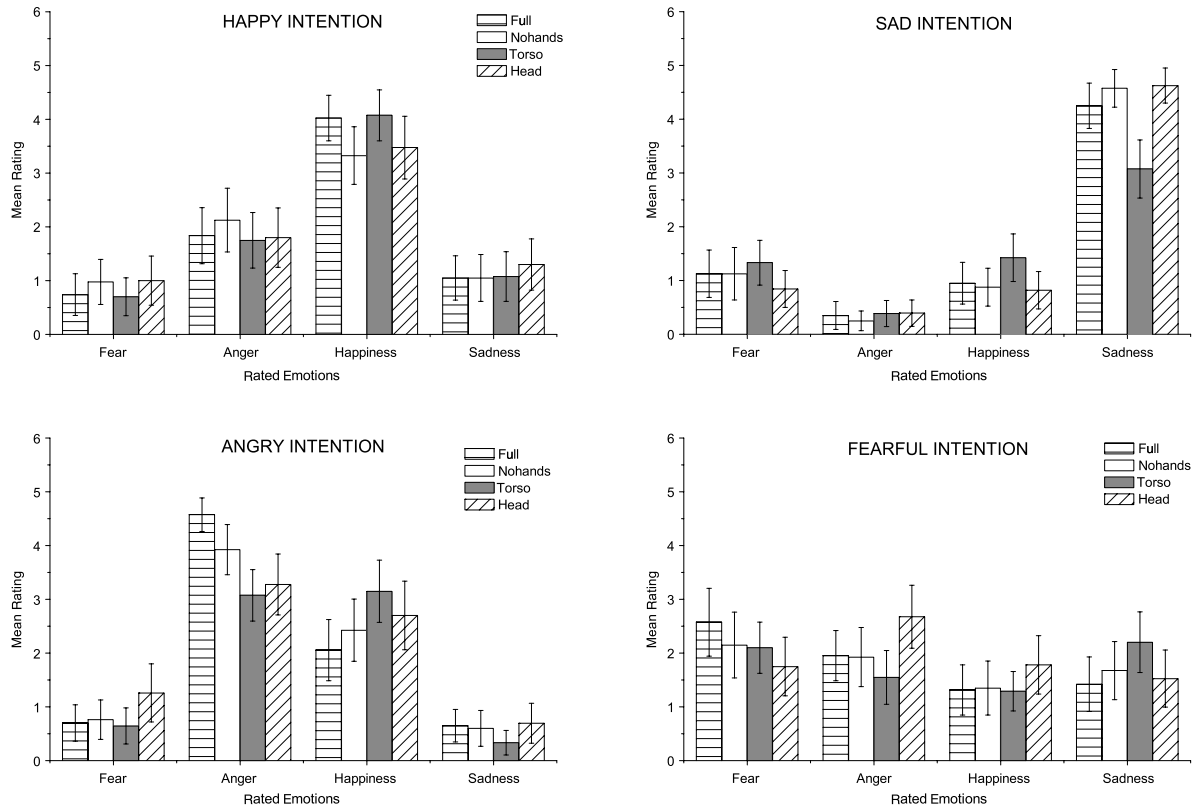 HAPPY INTENTION
Full
Nohands
Torso
Head
Mean Rating
6
5
4
3
2
1
0
Fear Anger Happiness Sadness
Rated Emotions
SAD INTENTION
Mean Rating
6
5
4
3
2
1
0
Fear Anger Happiness Sadness
Rated Emotions
ANGRY INTENTION
Full
Nohands
Torso
Head
Mean Rating
6
5
4
3
2
1
0
Fear Anger Happiness Sadness
Rated Emotions
FEARFUL INTENTION
Full
Nohands
Torso
Head
Mean Rating
6
5
4
3
2
1
0
Fear Anger Happiness Sadness
Rated Emotions